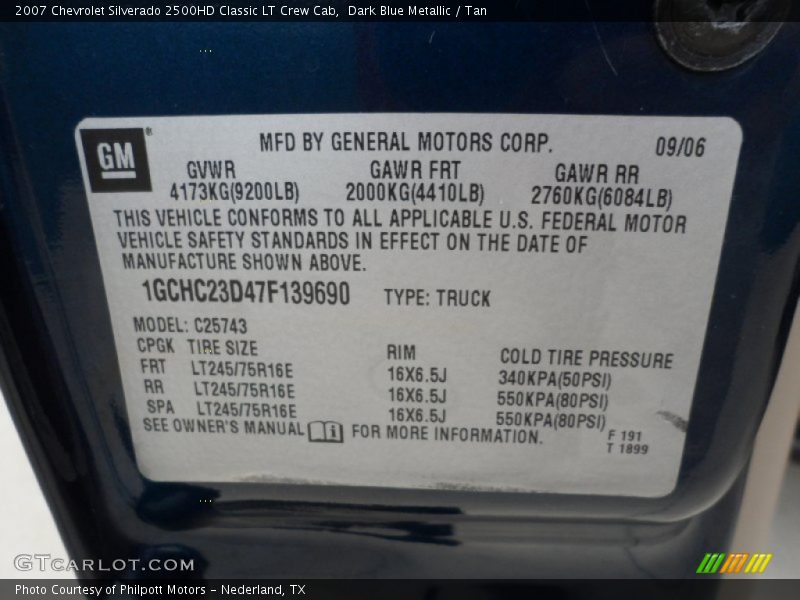 2007 Chevrolet Silverado 2500HD Classic LT Crew Cab, Dark Blue Metallic / Tan
GM®
MFD BY GENERAL MOTORS CORP. 09/06
GVWR GAWR FRT GAWR RR
4173KG(9200LB) 2000KG(4410LB) 2760KG(6084LB)
THIS VEHICLE CONFORMS TO ALL APPLICABLE U.S. FEDERAL MOTOR
VEHICLE SAFETY STANDARDS IN EFFECT ON THE DATE OF
MANUFACTURE SHOWN ABOVE.
1GCHC23D47F139690 TYPE: TRUCK
MODEL: C25743
CPGK TIRE SIZE RIM COLD TIRE PRESSURE
FRT LT245/75R16E 16X6.5J 340KPA(50PSI)
RR LT245/75R16E 16X6.5J 550KPA(80PSI)
SPA LT245/75R16E 16X6.5J 550KPA(80PSI)
SEE OWNER'S MANUAL i FOR MORE INFORMATION.
F 191
T 1899
GTCARLOT.COM
Photo Courtesy of Philpott Motors - Nederland, TX